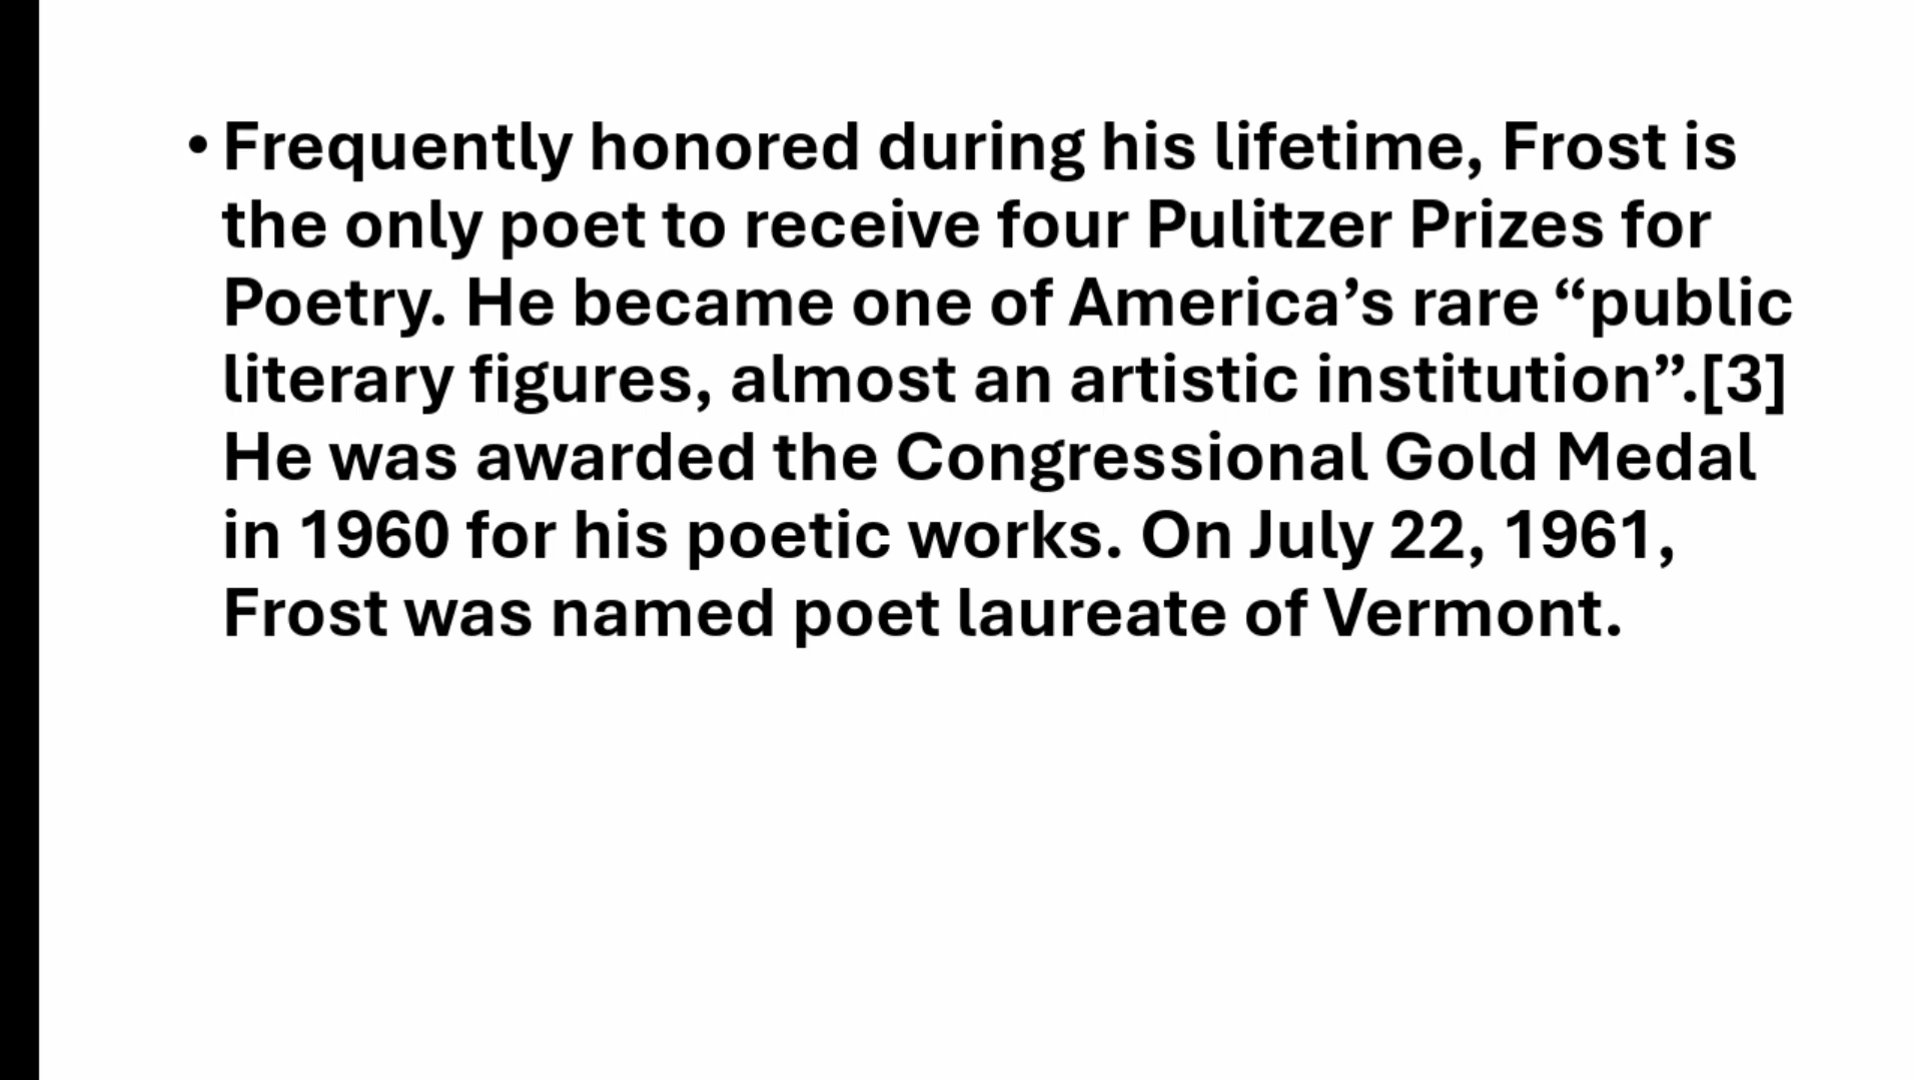 • Frequently honored during his lifetime, Frost is
the only poet to receive four Pulitzer Prizes for
Poetry. He became one of America’s rare “public
literary figures, almost an artistic institution”.[3]
He was awarded the Congressional Gold Medal
in 1960 for his poetic works. On July 22, 1961,
Frost was named poet laureate of Vermont.